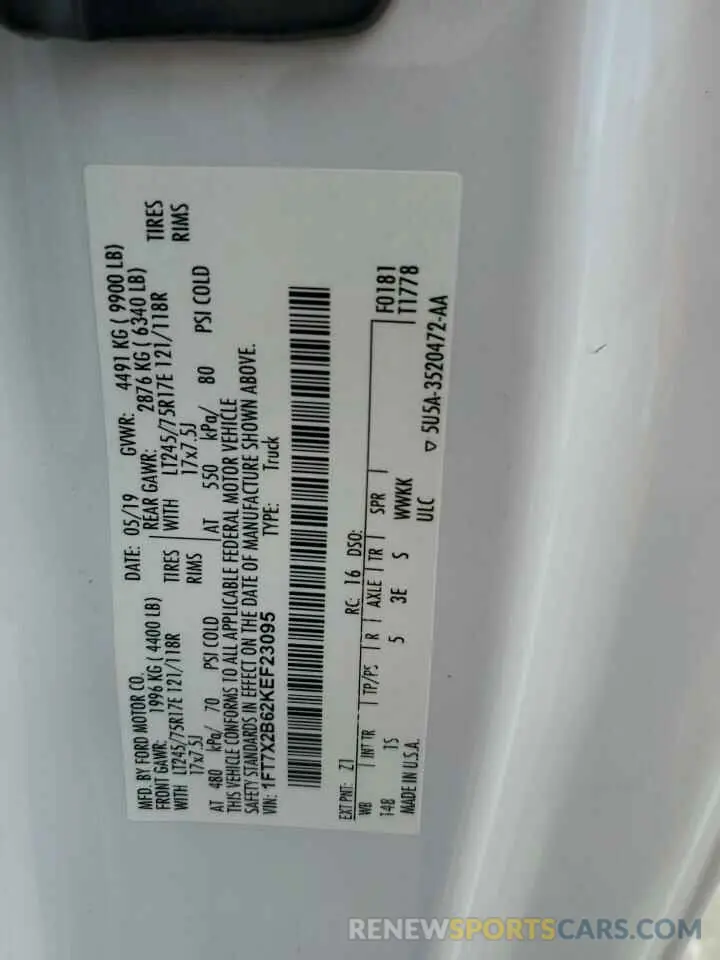 MFD. BY FORD MOTOR CO.
DATE: 05/19 GVWR: 4491 KG ( 9900 LB)
FRONT GAWR: 1996 KG ( 4400 LB) REAR GAWR: 2876 KG ( 6340 LB)
WITH LT245/75R17E 121/118R TIRES WITH LT245/75R17E 121/118R TIRES
17x7.5J RIMS 17x7.5J RIMS
AT 480 kPa/ 70 PSI COLD AT 550 kPa/ 80 PSI COLD
THIS VEHICLE CONFORMS TO ALL APPLICABLE FEDERAL MOTOR VEHICLE
SAFETY STANDARDS IN EFFECT ON THE DATE OF MANUFACTURE SHOWN ABOVE.
VIN: 1FT7X2B62KEF23095 TYPE: Truck
EXT PNT: Z1 RC: 16 DSO: F0181
WB INT TR TP/PS R AXLE TR SPR T1778
148 1S 5 3E S WWKK
MADE IN U.S.A. ULC ▽ 5U5A-3520472-AA
RENEWSPORTSCARS.COM